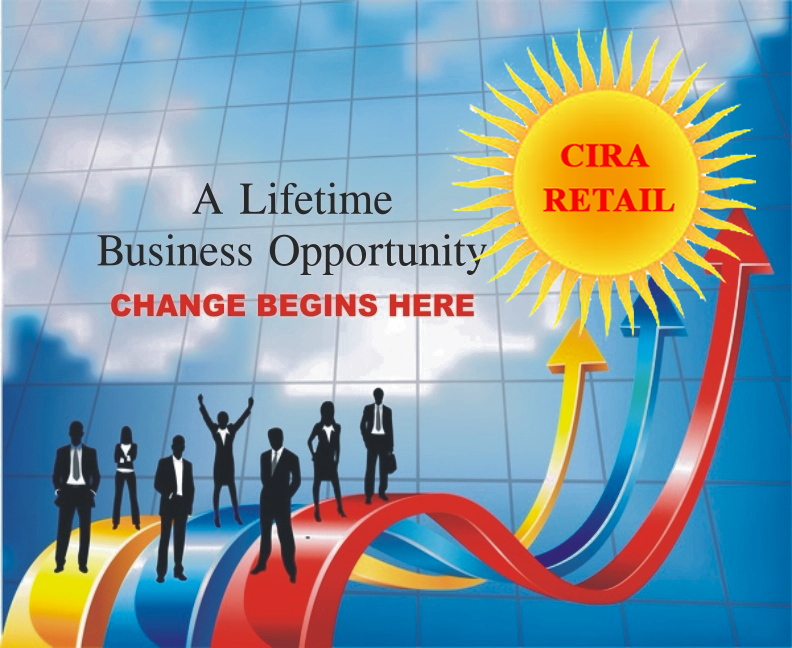 A Lifetime
Business Opportunity
CHANGE BEGINS HERE
CIRA
RETAIL